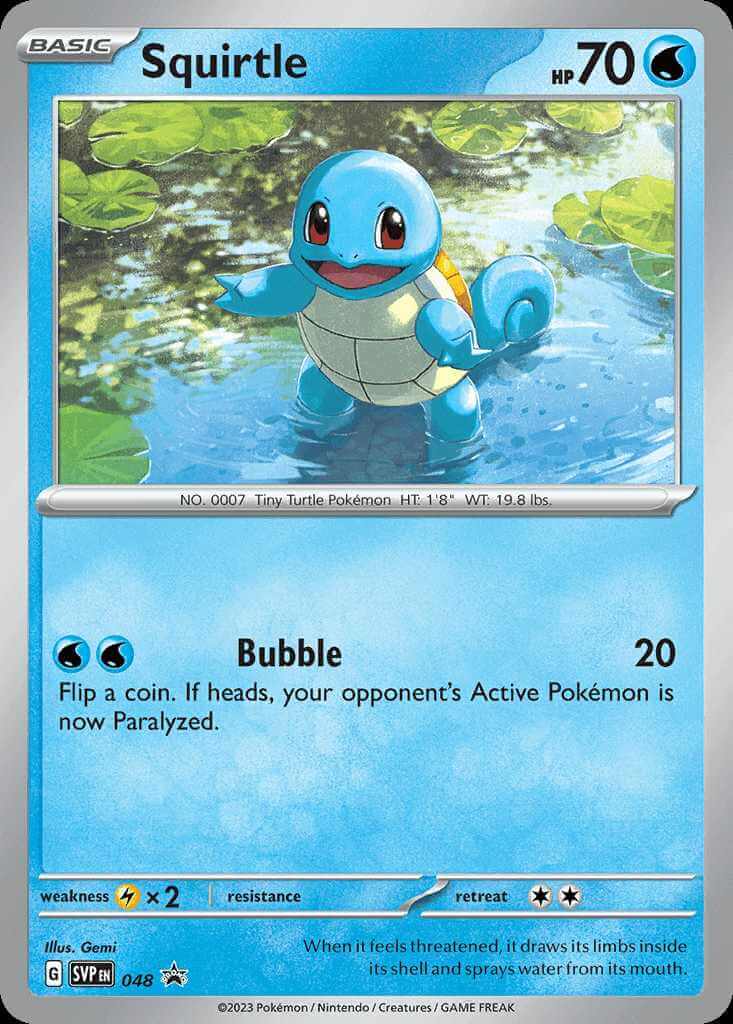 BASIC
Squirtle
HP 70
NO. 0007 Tiny Turtle Pokémon HT: 1'8" WT: 19.8 lbs.
Bubble 20
Flip a coin. If heads, your opponent's Active Pokémon is
now Paralyzed.
weakness ×2 resistance retreat
Illus. Gemi
When it feels threatened, it draws its limbs inside
its shell and sprays water from its mouth.
G SVP EN 048
©2023 Pokémon / Nintendo / Creatures / GAME FREAK